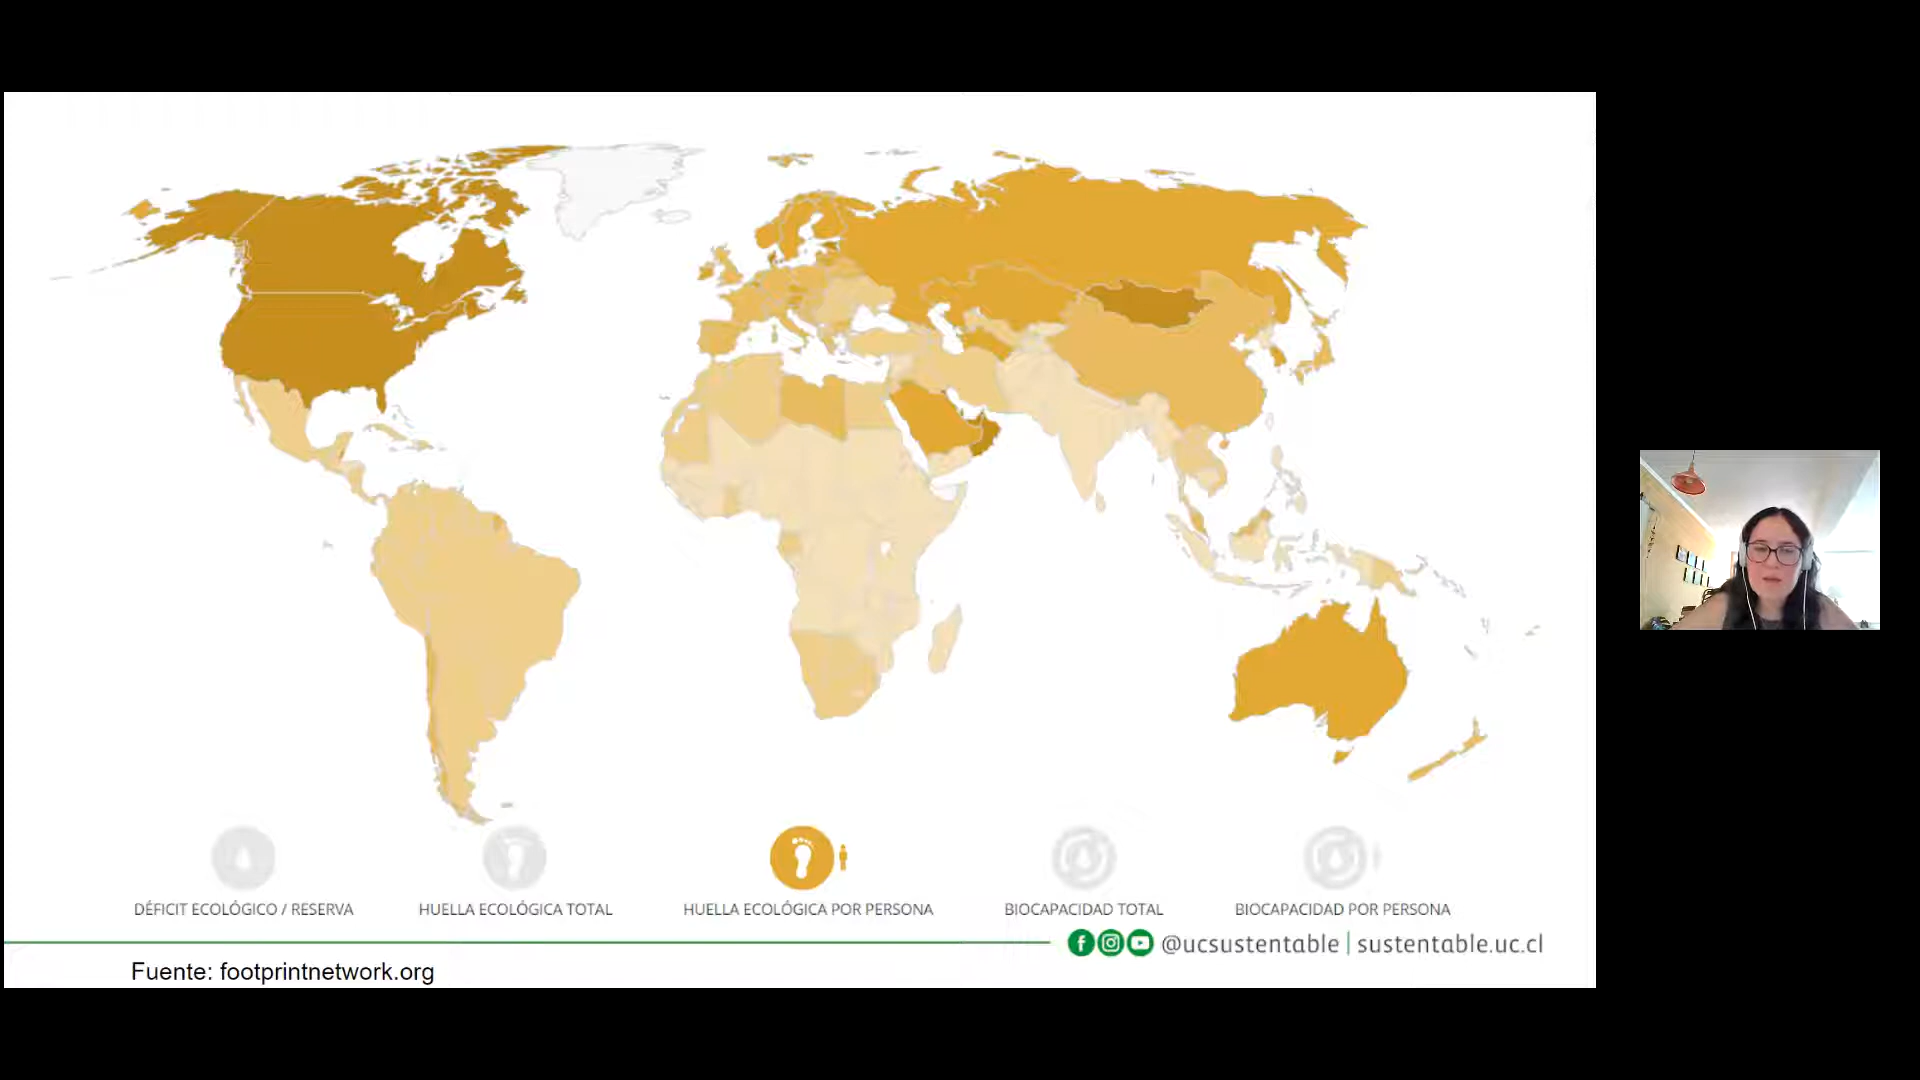 DÉFICIT ECOLÓGICO / RESERVA
HUELLA ECOLÓGICA TOTAL
HUELLA ECOLÓGICA POR PERSONA
BIOCAPACIDAD TOTAL
BIOCAPACIDAD POR PERSONA
@ucsustentable | sustentable.uc.cl
Fuente: footprintnetwork.org